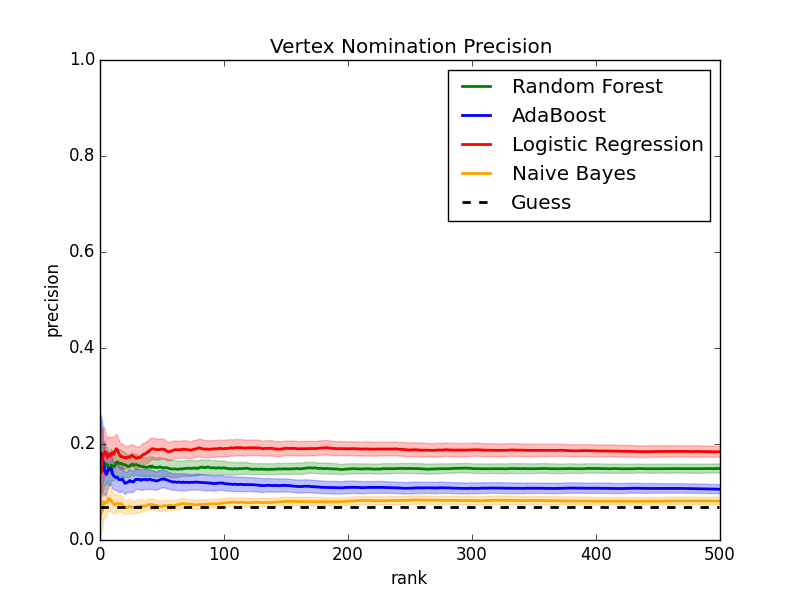 Vertex Nomination Precision
1.0
0.8
0.6
0.4
0.2
0.0
precision
Random Forest
AdaBoost
Logistic Regression
Naive Bayes
Guess
0 100 200 300 400 500
rank